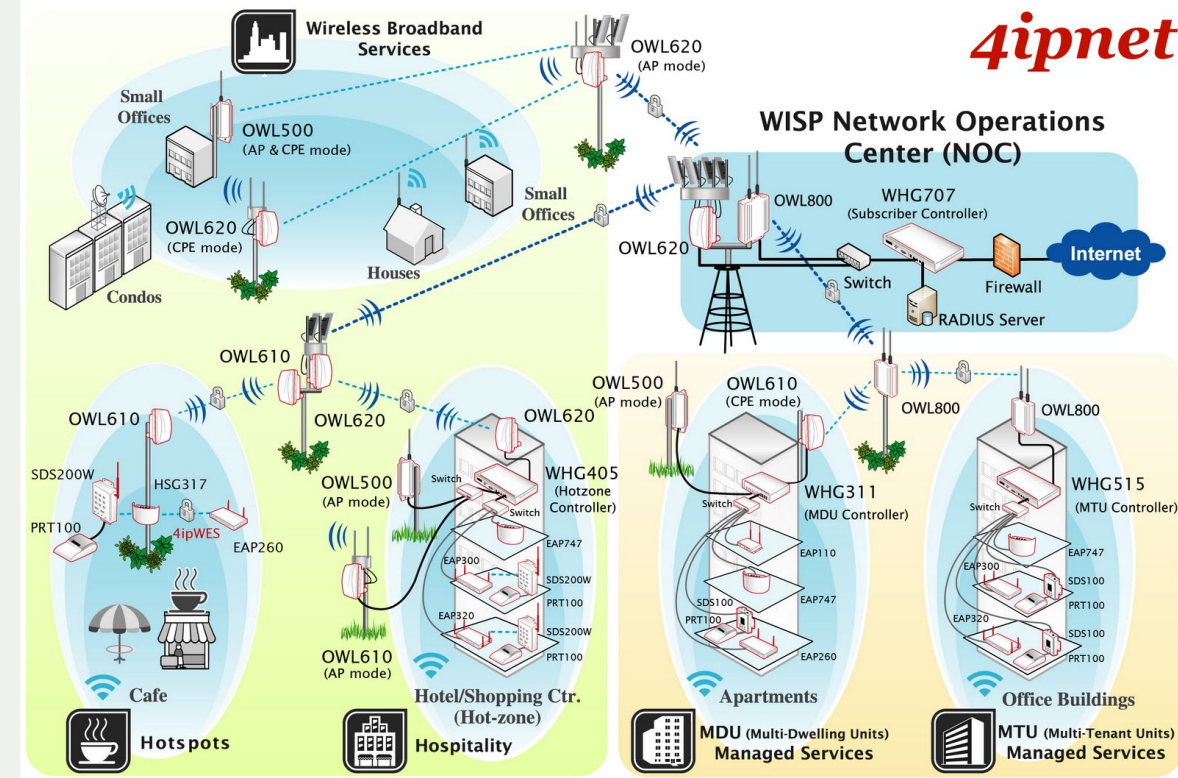 4ipnet
Wireless Broadband
Services
OWL620
(AP mode)
Small
Offices
OWL500
(AP & CPE mode)
OWL620
(CPE mode)
Small
Offices
Houses
Condos
WISP Network Operations
Center (NOC)
OWL800
OWL620
WHG707
(Subscriber Controller)
Switch
Firewall
Internet
RADIUS Server
OWL610
OWL620
OWL610
SDS200W
HSG317
PRT100
4ipWES
EAP260
Cafe
Hotspots
OWL620
OWL500
(AP mode)
Switch
WHG405
(Hotzone
Controller)
Switch
EAP747
EAP300
SDS200W
PRT100
EAP320
SDS200W
PRT100
OWL610
(AP mode)
Hotel/Shopping Ctr.
(Hot-zone)
Hospitality
OWL500
(AP mode)
OWL610
(CPE mode)
OWL800
WHG311
(MDU Controller)
Switch
EAP110
EAP747
SDS100
PRT100
EAP260
Apartments
MDU (Multi-Dwelling Units)
Managed Services
OWL800
WHG515
(MTU Controller)
Switch
EAP747
EAP300
SDS100
PRT100
EAP320
SDS100
PRT100
Office Buildings
MTU (Multi-Tenant Units)
Managed Services